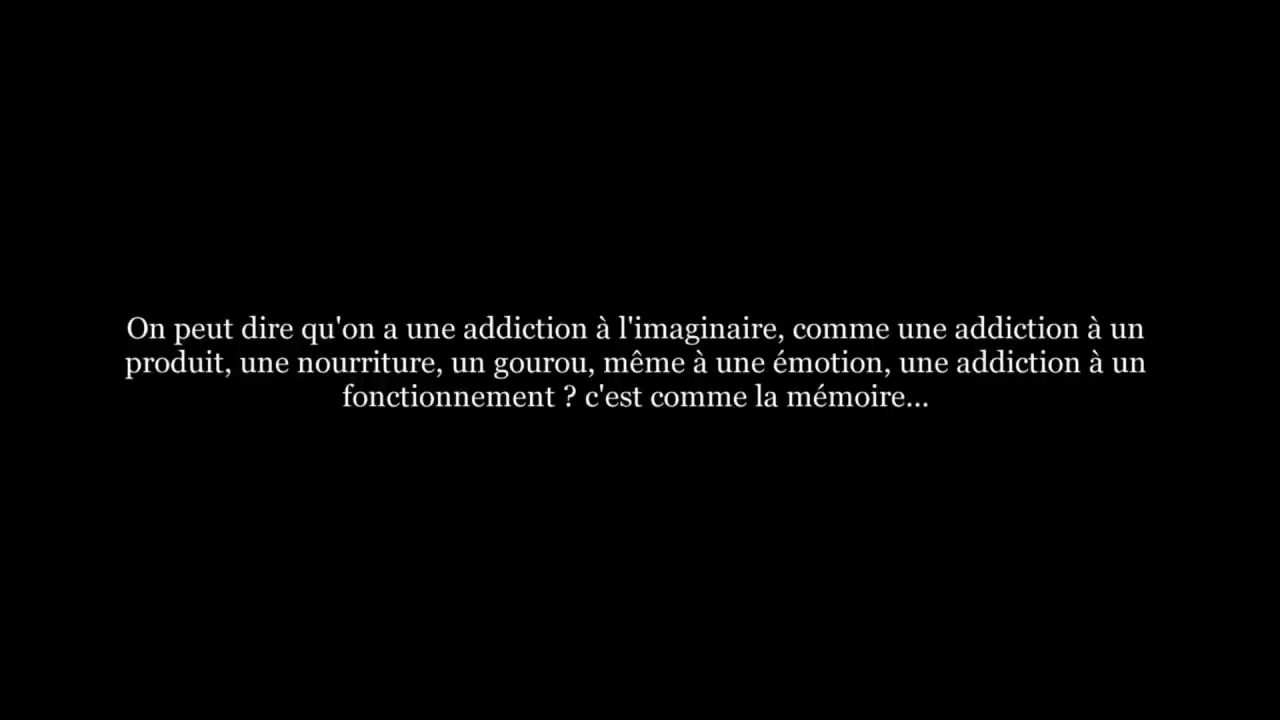 On peut dire qu'on a une addiction à l'imaginaire, comme une addiction à un
produit, une nourriture, un gourou, même à une émotion, une addiction à un
fonctionnement ? c'est comme la mémoire...